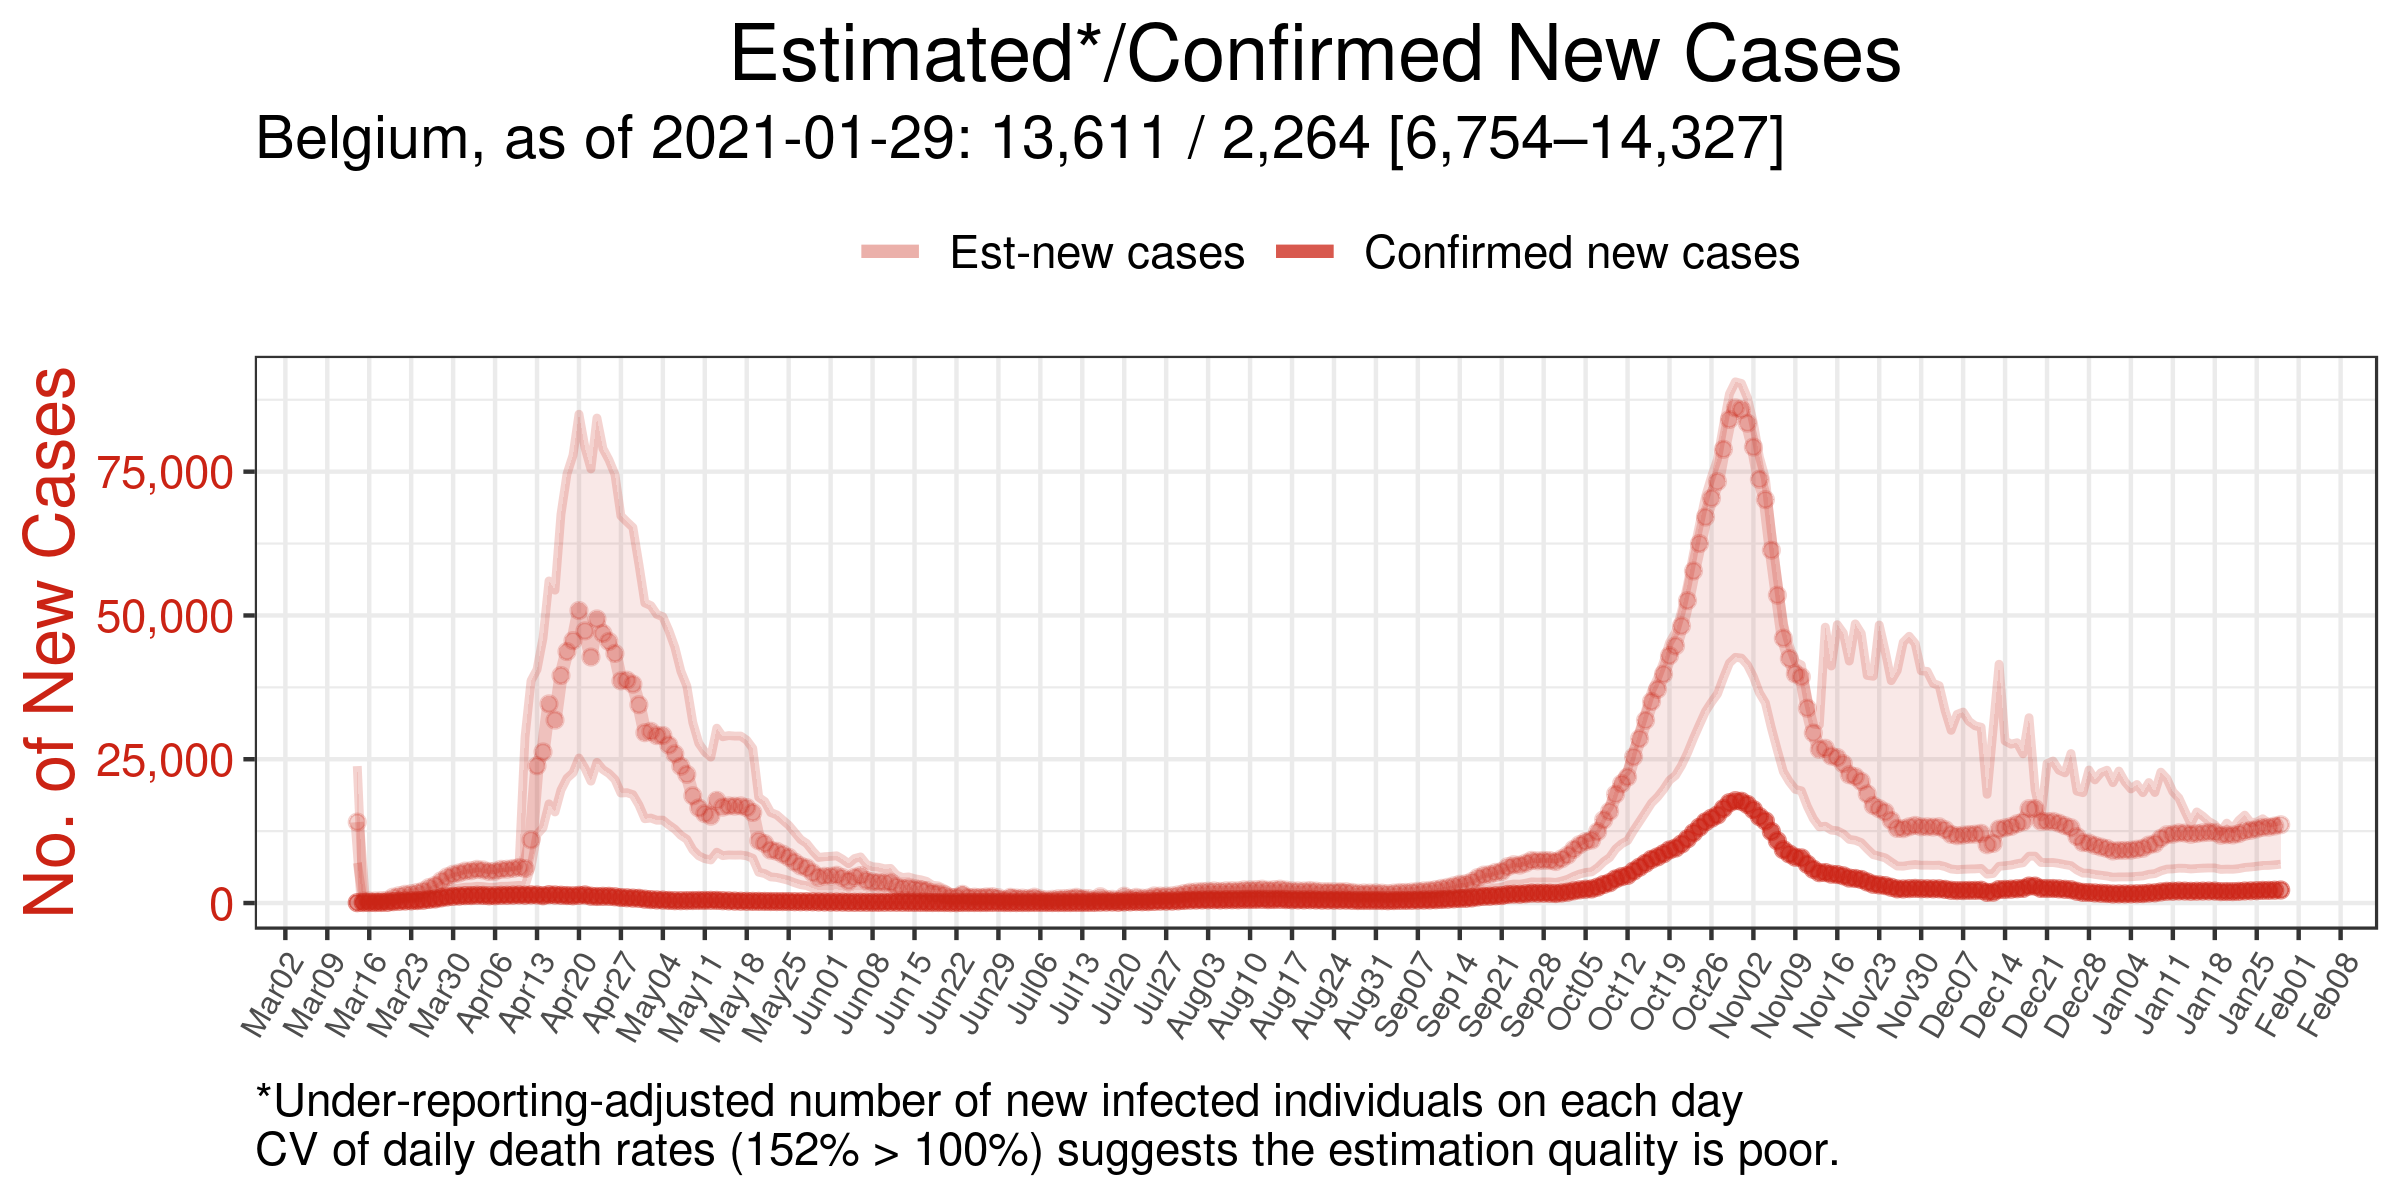 Estimated*/Confirmed New Cases
Belgium, as of 2021-01-29: 13,611 / 2,264 [6,754–14,327]
Est-new cases
Confirmed new cases
No. of New Cases
75,000
50,000
25,000
0
Mar02
Mar09
Mar16
Mar23
Mar30
Apr06
Apr13
Apr20
Apr27
May04
May11
May18
May25
Jun01
Jun08
Jun15
Jun22
Jun29
Jul06
Jul13
Jul20
Jul27
Aug03
Aug10
Aug17
Aug24
Aug31
Sep07
Sep14
Sep21
Sep28
Oct05
Oct12
Oct19
Oct26
Nov02
Nov09
Nov16
Nov23
Nov30
Dec07
Dec14
Dec21
Dec28
Jan04
Jan11
Jan18
Jan25
Feb01
Feb08
*Under-reporting-adjusted number of new infected individuals on each day
CV of daily death rates (152% > 100%) suggests the estimation quality is poor.